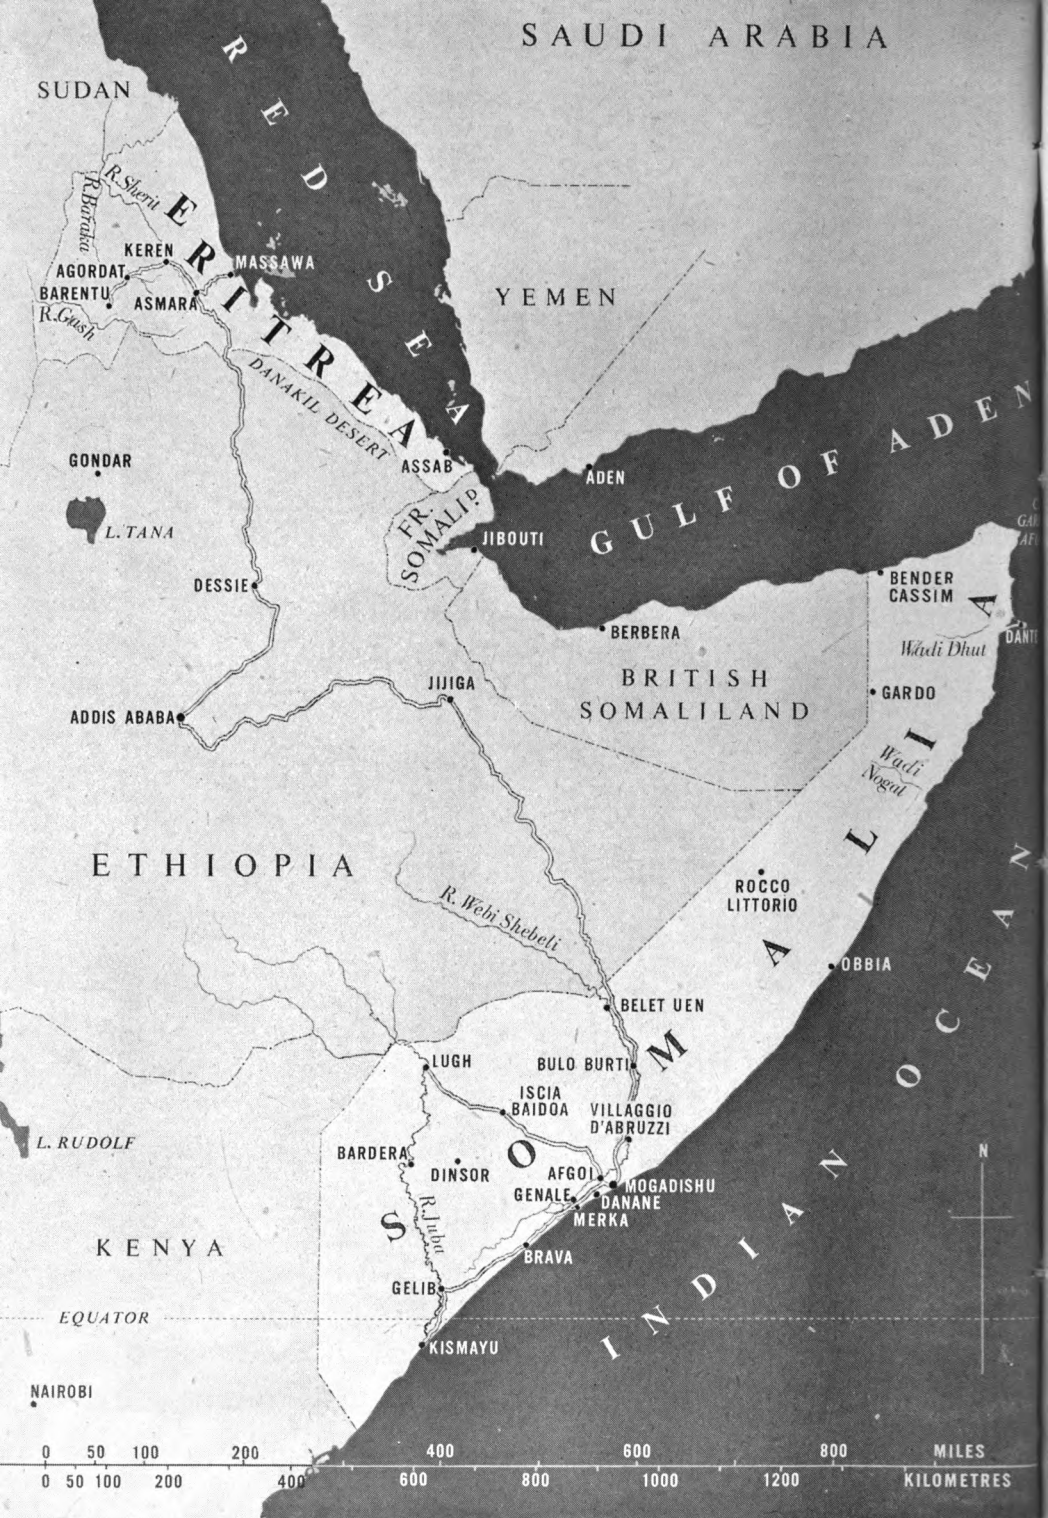 SAUDI ARABIA
RED SEA
SUDAN
R. Sherit
R. Baraka
ERITREA
KEREN
MASSAWA
AGORDAT
BARENTU
ASMARA
R. Gash
YEMEN
DANAKIL DESERT
GULF OF ADEN
GONDAR
ASSAB
ADEN
FR.
SOMALI D.
L. TANA
JIBOUTI
DESSIE
BENDER
CASSIM
BERBERA
DANTE
Wadi Dhut
BRITISH
SOMALILAND
JIJIGA
GARDO
ADDIS ABABA
Wadi
Nogal
SOMALIA
ETHIOPIA
ROCCO
LITTORIO
R. Webi Shebeli
OBBIA
INDIAN OCEAN
BELET UEN
LUGH
BULO BURTI
ISCIA
BAIDOA
VILLAGGIO
D'ABRUZZI
L. RUDOLF
BARDERA
DINSOR
AFGOI
MOGADISHU
GENALE
DANANE
MERKA
R. Juba
N
KENYA
BRAVA
GELIB
EQUATOR
KISMAYU
NAIROBI
0 50 100 200 400 600 800 MILES
0 50 100 200 400 600 800 1000 1200 KILOMETRES